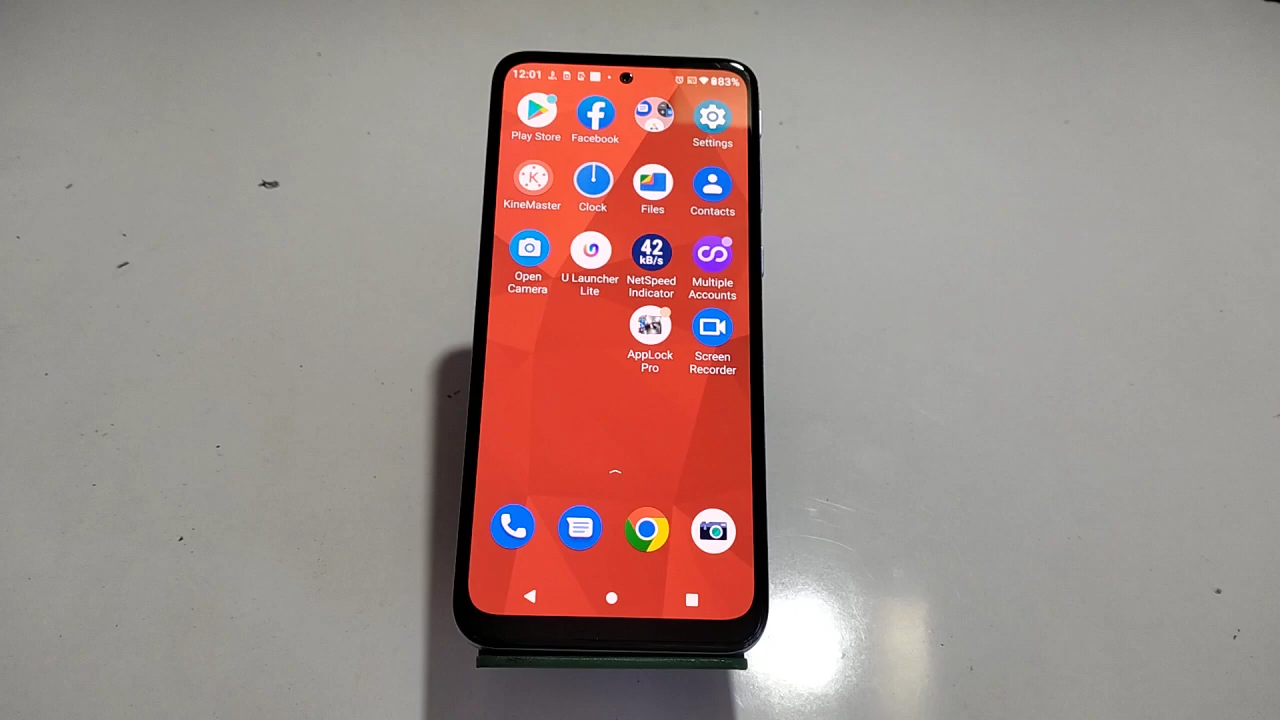 12:01
83%
Play Store
Facebook
Settings
K
KineMaster
Clock
Files
Contacts
42
kB/s
Open
Camera
U Launcher
Lite
NetSpeed
Indicator
Multiple
Accounts
AppLock
Pro
Screen
Recorder